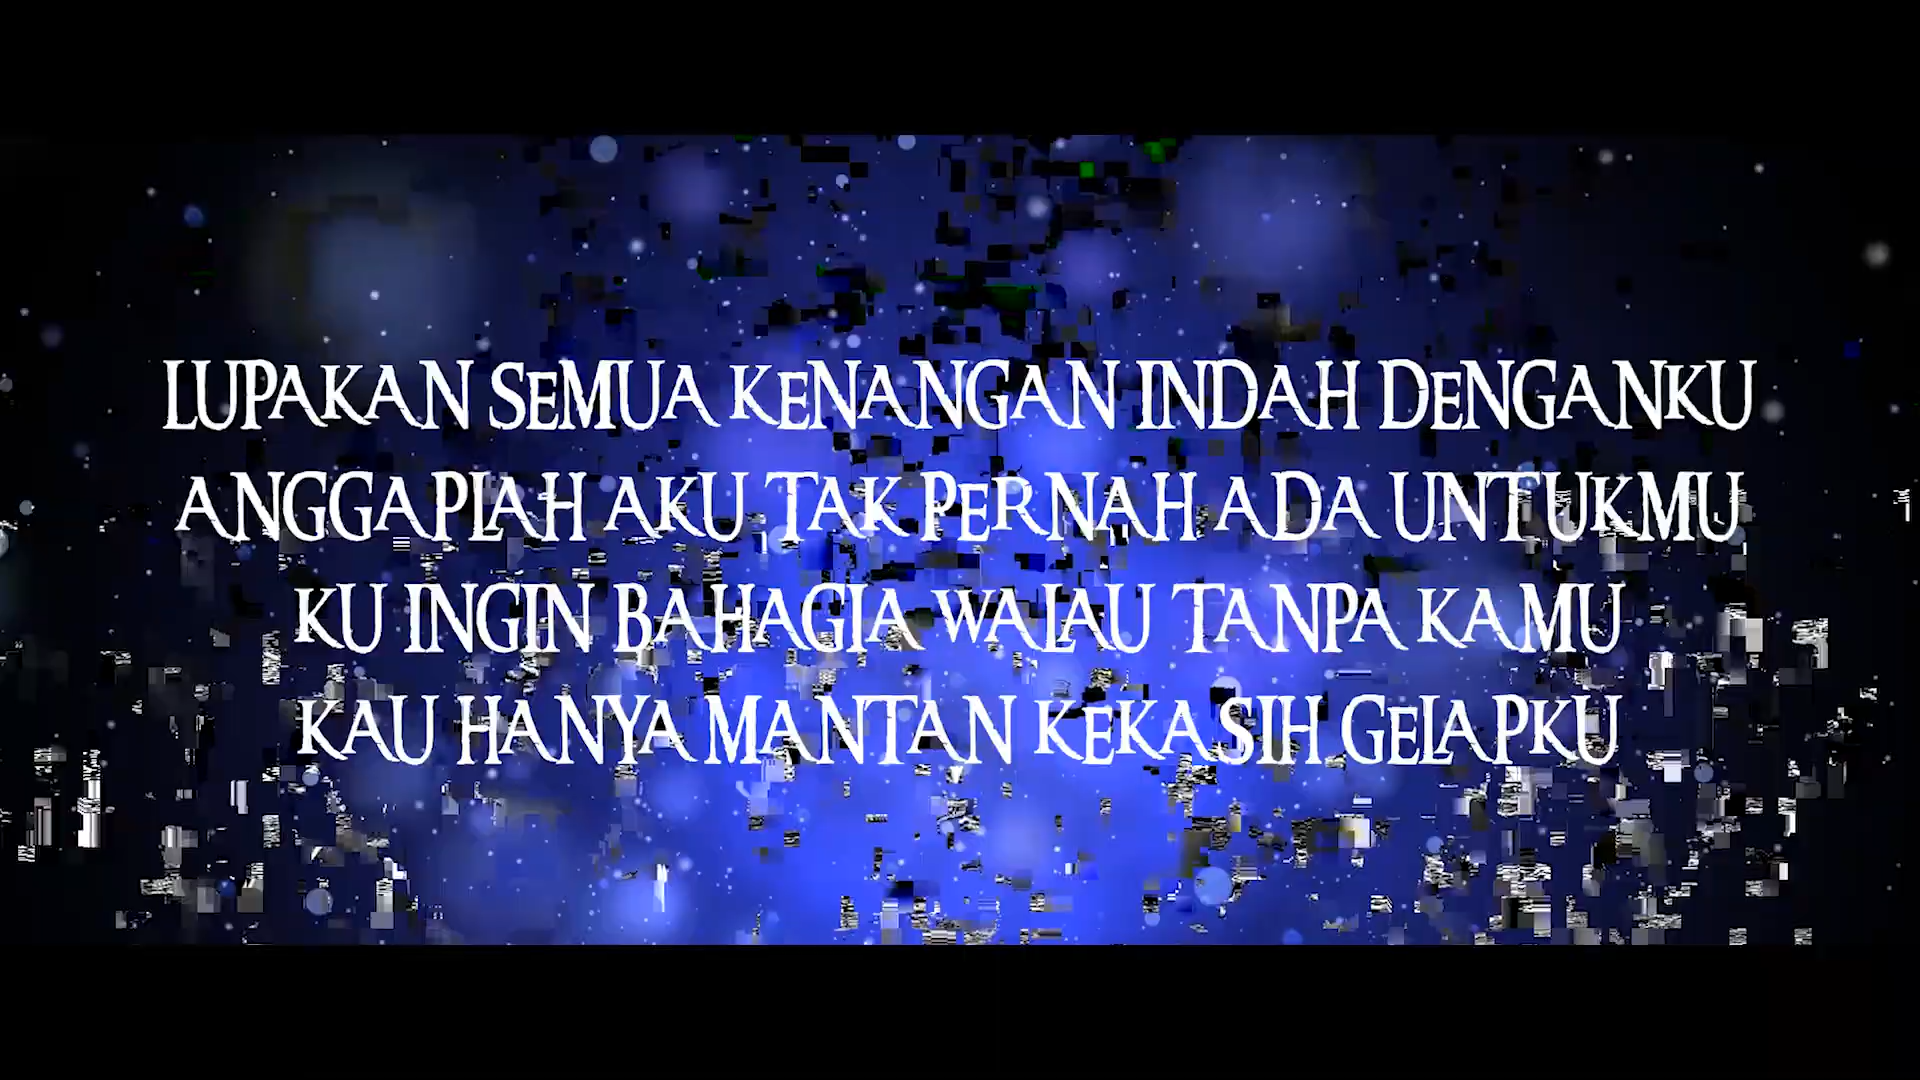 LUPAKAN SEMUA KENANGAN INDAH DENGANKU
ANGGAPLAH AKU TAK PERNAH ADA UNTUKMU
KU INGIN BAHAGIA WALAU TANPA KAMU
KAU HANYA MANTAN KEKASIH GELAPKU